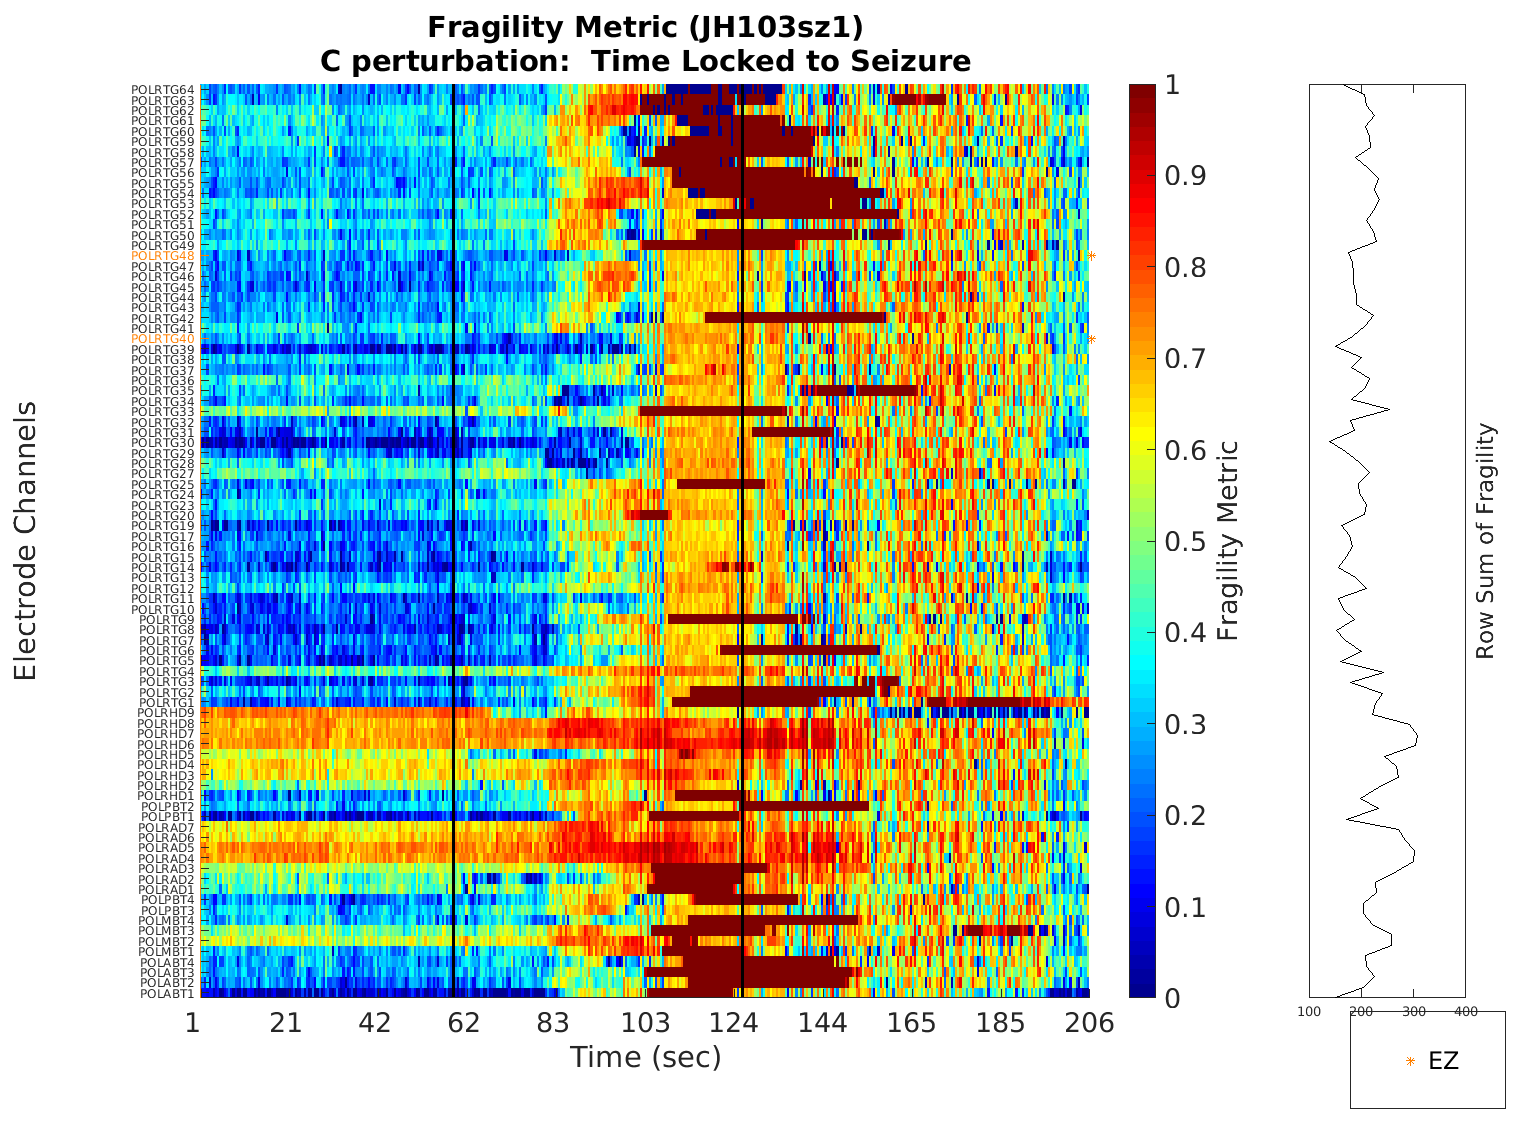 Fragility Metric (JH103sz1)
C perturbation:  Time Locked to Seizure
Electrode Channels
POLRTG64
POLRTG63
POLRTG62
POLRTG61
POLRTG60
POLRTG59
POLRTG58
POLRTG57
POLRTG56
POLRTG55
POLRTG54
POLRTG53
POLRTG52
POLRTG51
POLRTG50
POLRTG49
POLRTG48
POLRTG47
POLRTG46
POLRTG45
POLRTG44
POLRTG43
POLRTG42
POLRTG41
POLRTG40
POLRTG39
POLRTG38
POLRTG37
POLRTG36
POLRTG35
POLRTG34
POLRTG33
POLRTG32
POLRTG31
POLRTG30
POLRTG29
POLRTG28
POLRTG27
POLRTG25
POLRTG24
POLRTG23
POLRTG20
POLRTG19
POLRTG17
POLRTG16
POLRTG15
POLRTG14
POLRTG13
POLRTG12
POLRTG11
POLRTG10
POLRTG9
POLRTG8
POLRTG7
POLRTG6
POLRTG5
POLRTG4
POLRTG3
POLRTG2
POLRTG1
POLRHD9
POLRHD8
POLRHD7
POLRHD6
POLRHD5
POLRHD4
POLRHD3
POLRHD2
POLRHD1
POLPBT2
POLPBT1
POLRAD7
POLRAD6
POLRAD5
POLRAD4
POLRAD3
POLRAD2
POLRAD1
POLPBT4
POLPBT3
POLMBT4
POLMBT3
POLMBT2
POLMBT1
POLABT4
POLABT3
POLABT2
POLABT1
1 21 42 62 83 103 124 144 165 185 206
Time (sec)
1
0.9
0.8
0.7
0.6
0.5
0.4
0.3
0.2
0.1
0
Fragility Metric
100 200 300 400
Row Sum of Fragility
EZ